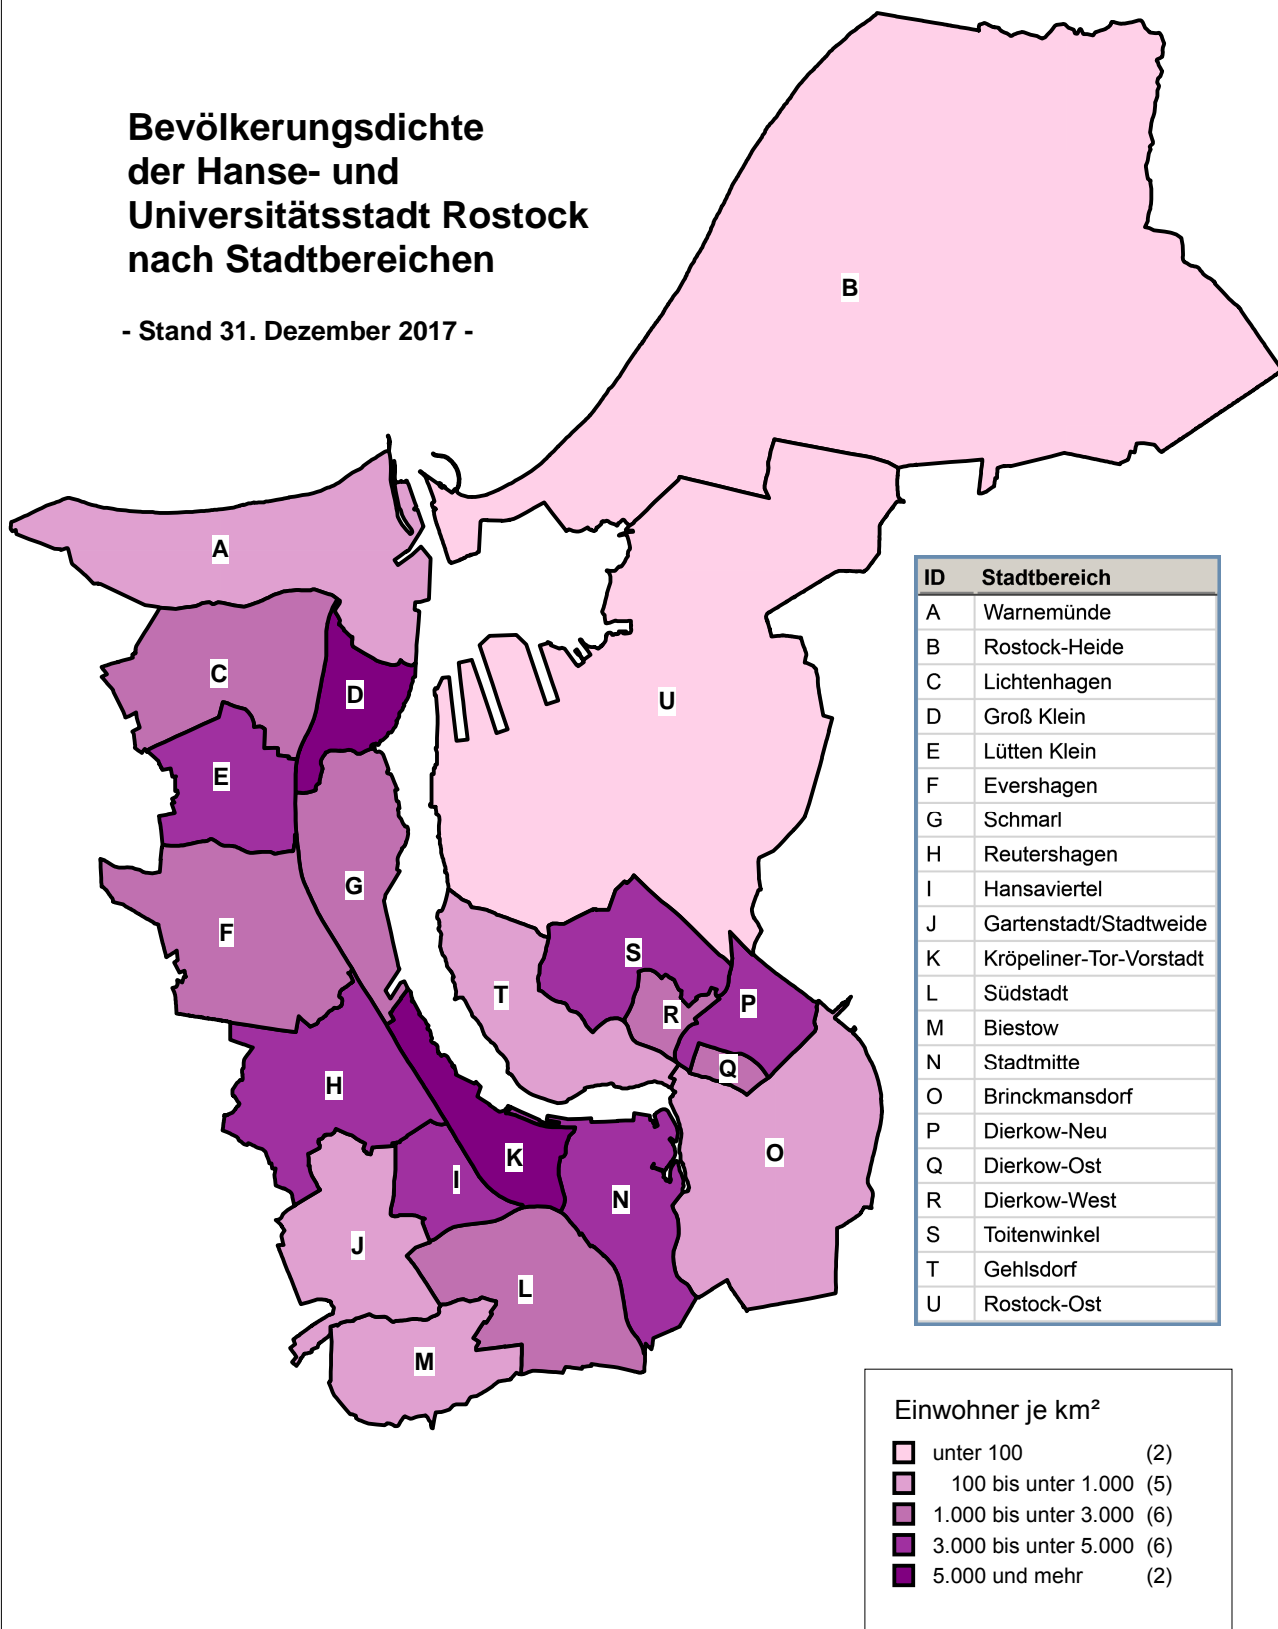 Bevölkerungsdichte
der Hanse- und
Universitätsstadt Rostock
nach Stadtbereichen
- Stand 31. Dezember 2017 -
B
A
C
D
U
E
G
F
S
T
P
R
Q
H
O
K
I
N
J
L
M
ID Stadtbereich
A Warnemünde
B Rostock-Heide
C Lichtenhagen
D Groß Klein
E Lütten Klein
F Evershagen
G Schmarl
H Reutershagen
I Hansaviertel
J Gartenstadt/Stadtweide
K Kröpeliner-Tor-Vorstadt
L Südstadt
M Biestow
N Stadtmitte
O Brinckmansdorf
P Dierkow-Neu
Q Dierkow-Ost
R Dierkow-West
S Toitenwinkel
T Gehlsdorf
U Rostock-Ost
Einwohner je km²
unter 100 (2)
100 bis unter 1.000 (5)
1.000 bis unter 3.000 (6)
3.000 bis unter 5.000 (6)
5.000 und mehr (2)